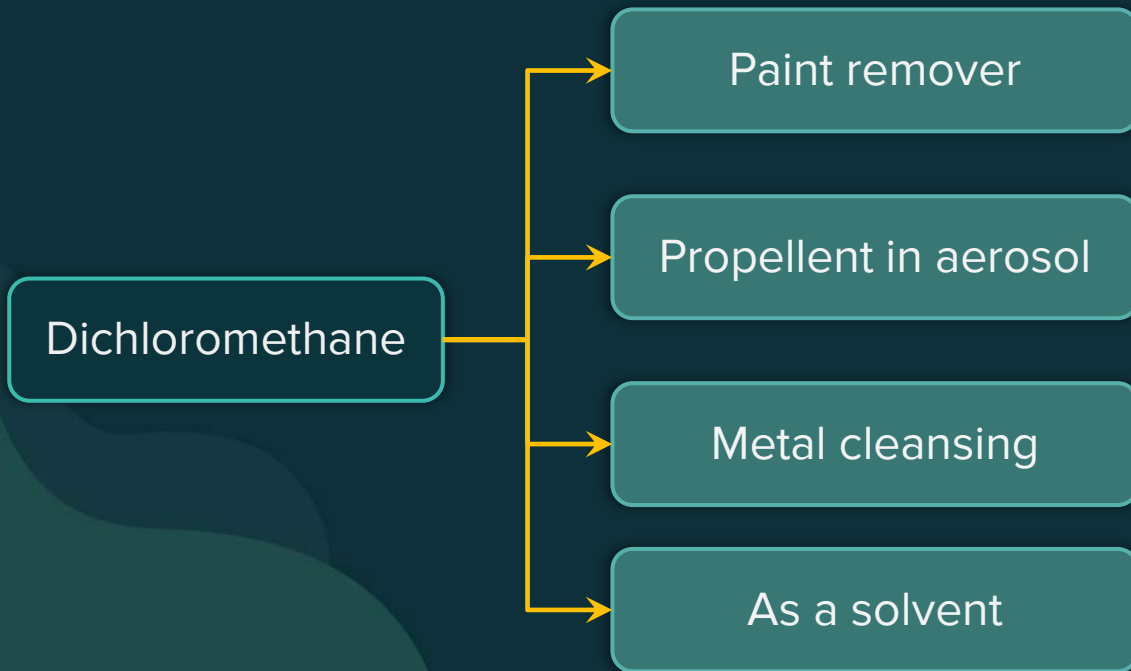 Paint remover
Propellent in aerosol
Dichloromethane
Metal cleansing
As a solvent